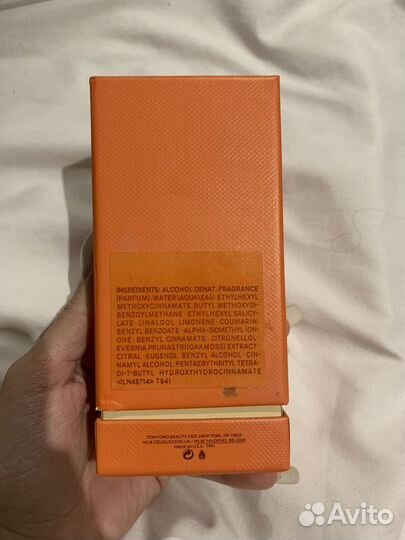 INGREDIENTS: ALCOHOL DENAT. FRAGRANCE
(PARFUM)· WATER\AQUA\EAU· ETHYLHEXYL
METHOXYCINNAMATE· BUTYL METHOXYDI-
BENZOYLMETHANE· ETHYLHEXYL SALICY-
LATE· LINALOOL· LIMONENE· COUMARIN·
BENZYL BENZOATE· ALPHA-ISOMETHYL ION-
ONE· BENZYL CINNAMATE· CITRONELLOL·
EVERNIA PRUNASTRI(OAKMOSS) EXTRACT·
CITRAL· EUGENOL· BENZYL ALCOHOL· CIN-
NAMYL ALCOHOL· PENTAERYTHRITYL TETRA-
DI-T-BUTYL HYDROXYHYDROCINNAMATE
<ILN48714> T941
TOM FORD BEAUTY, DIST. NEW YORK, NY 10022
MADE IN U.S.A. T941
Avito